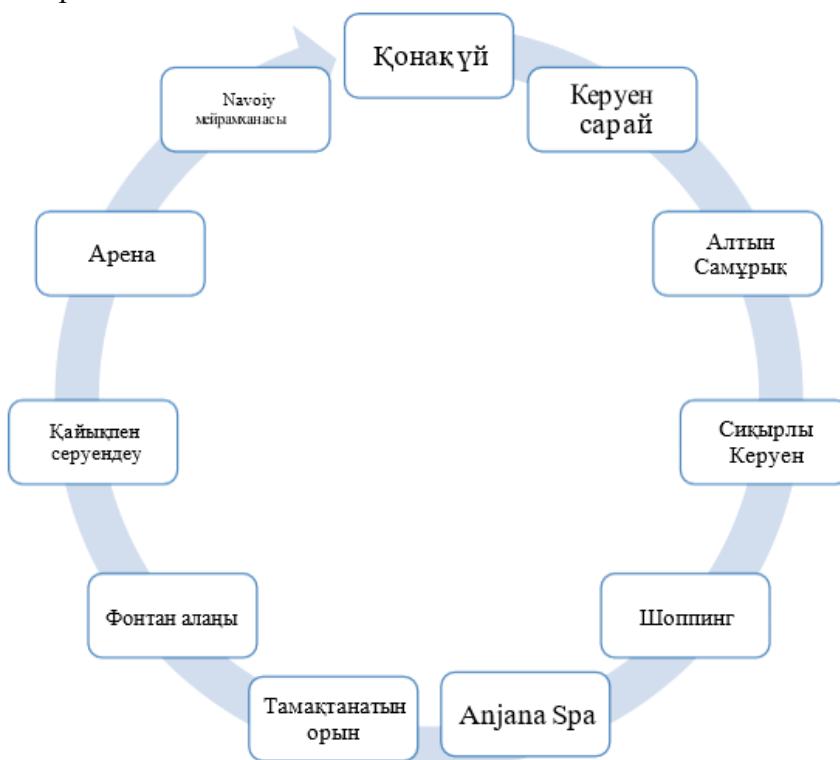 Қонақ үй
Керуен
сарай
Алтын
Самұрық
Сиқырлы
Керуен
Шоппинг
Anjana Spa
Тамақтанатын
орын
Фонтан алаңы
Қайықпен
серуендеу
Арена
Navoiy
мейрамханасы